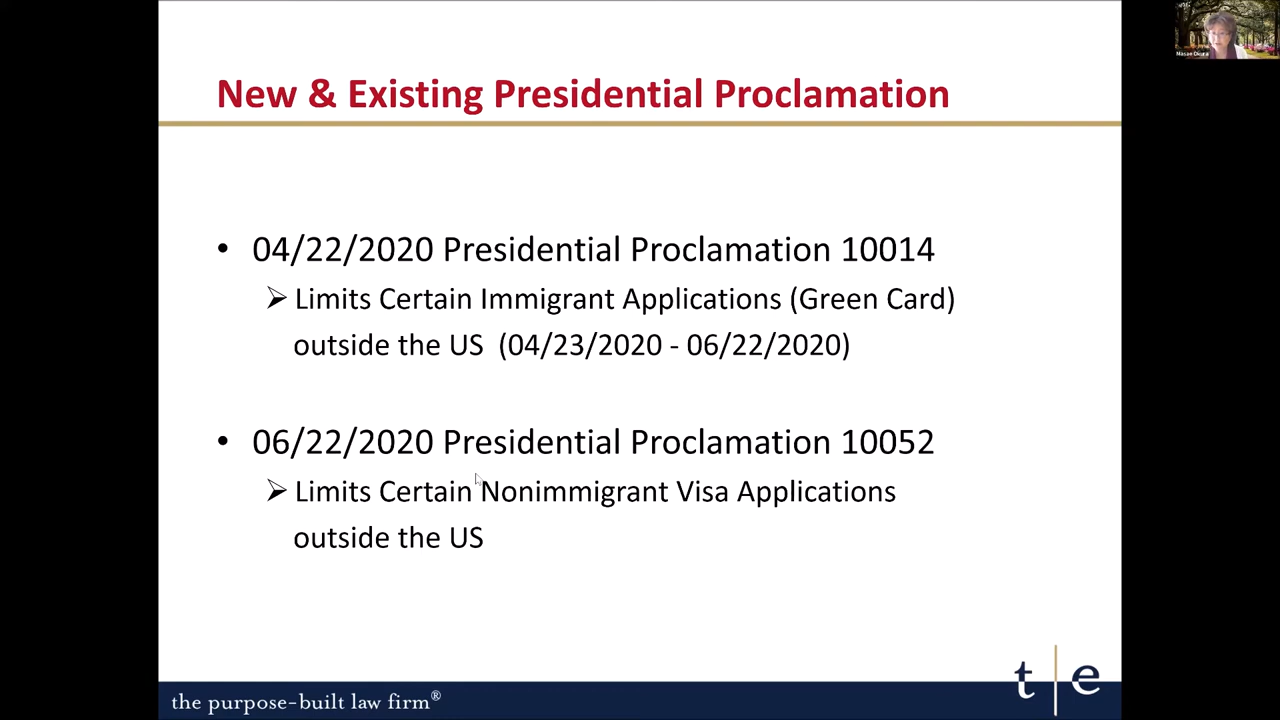 New & Existing Presidential Proclamation
• 04/22/2020 Presidential Proclamation 10014
➢ Limits Certain Immigrant Applications (Green Card)
outside the US (04/23/2020 - 06/22/2020)
• 06/22/2020 Presidential Proclamation 10052
➢ Limits Certain Nonimmigrant Visa Applications
outside the US
the purpose-built law firm®
t|e